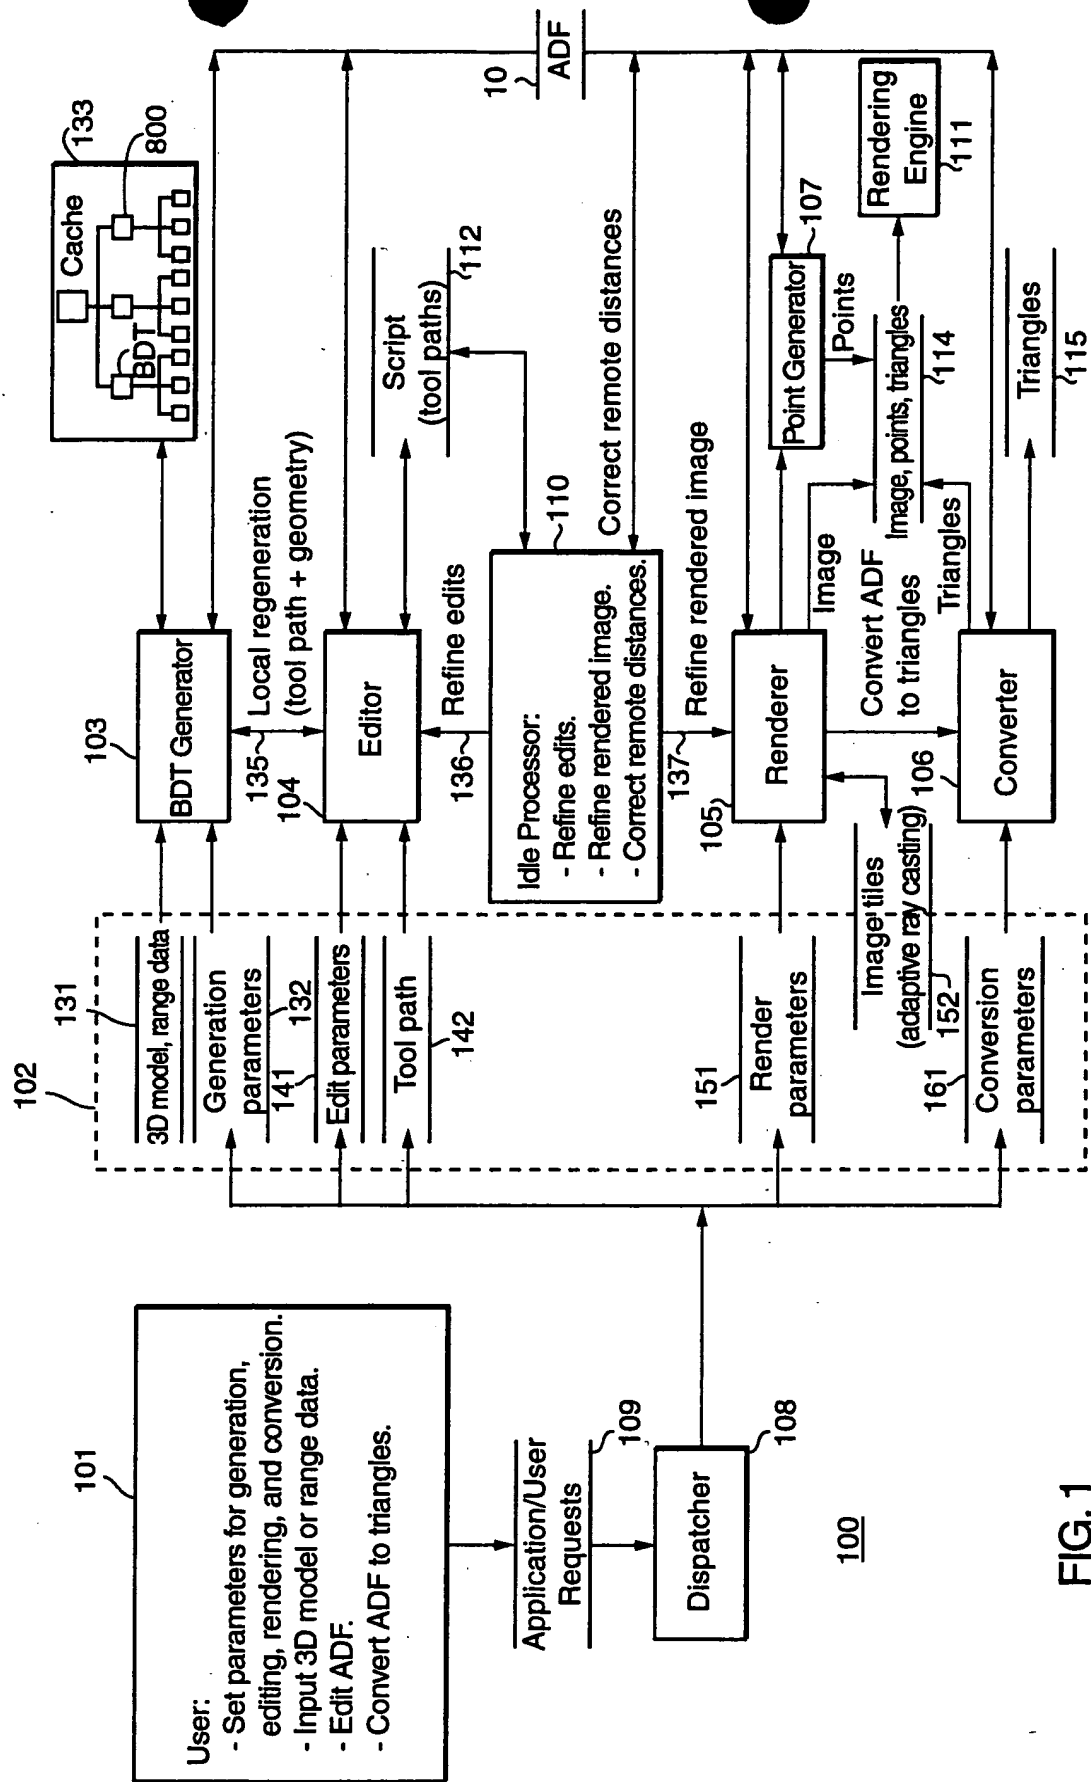 101
User:
- Set parameters for generation,
editing, rendering, and conversion.
- Input 3D model or range data.
- Edit ADF.
- Convert ADF to triangles.
Application/User
Requests
109
Dispatcher
108
100
FIG. 1
102
131
3D model, range data
Generation
parameters
132
141
Edit parameters
Tool path
142
151
Render
parameters
Image tiles
(adaptive ray casting)
152
161
Conversion
parameters
103
BDT Generator
135
Local regeneration
(tool path + geometry)
104
Editor
136
Refine edits
110
Idle Processor:
- Refine edits.
- Refine rendered image.
- Correct remote distances.
137
Refine rendered image
105
Renderer
106
Converter
Convert ADF
to triangles
Image
Triangles
133
Cache
BDT
800
Script
(tool paths)
112
Correct remote distances
10
ADF
107
Point Generator
Points
Image, points, triangles
114
Rendering
Engine
111
Triangles
115